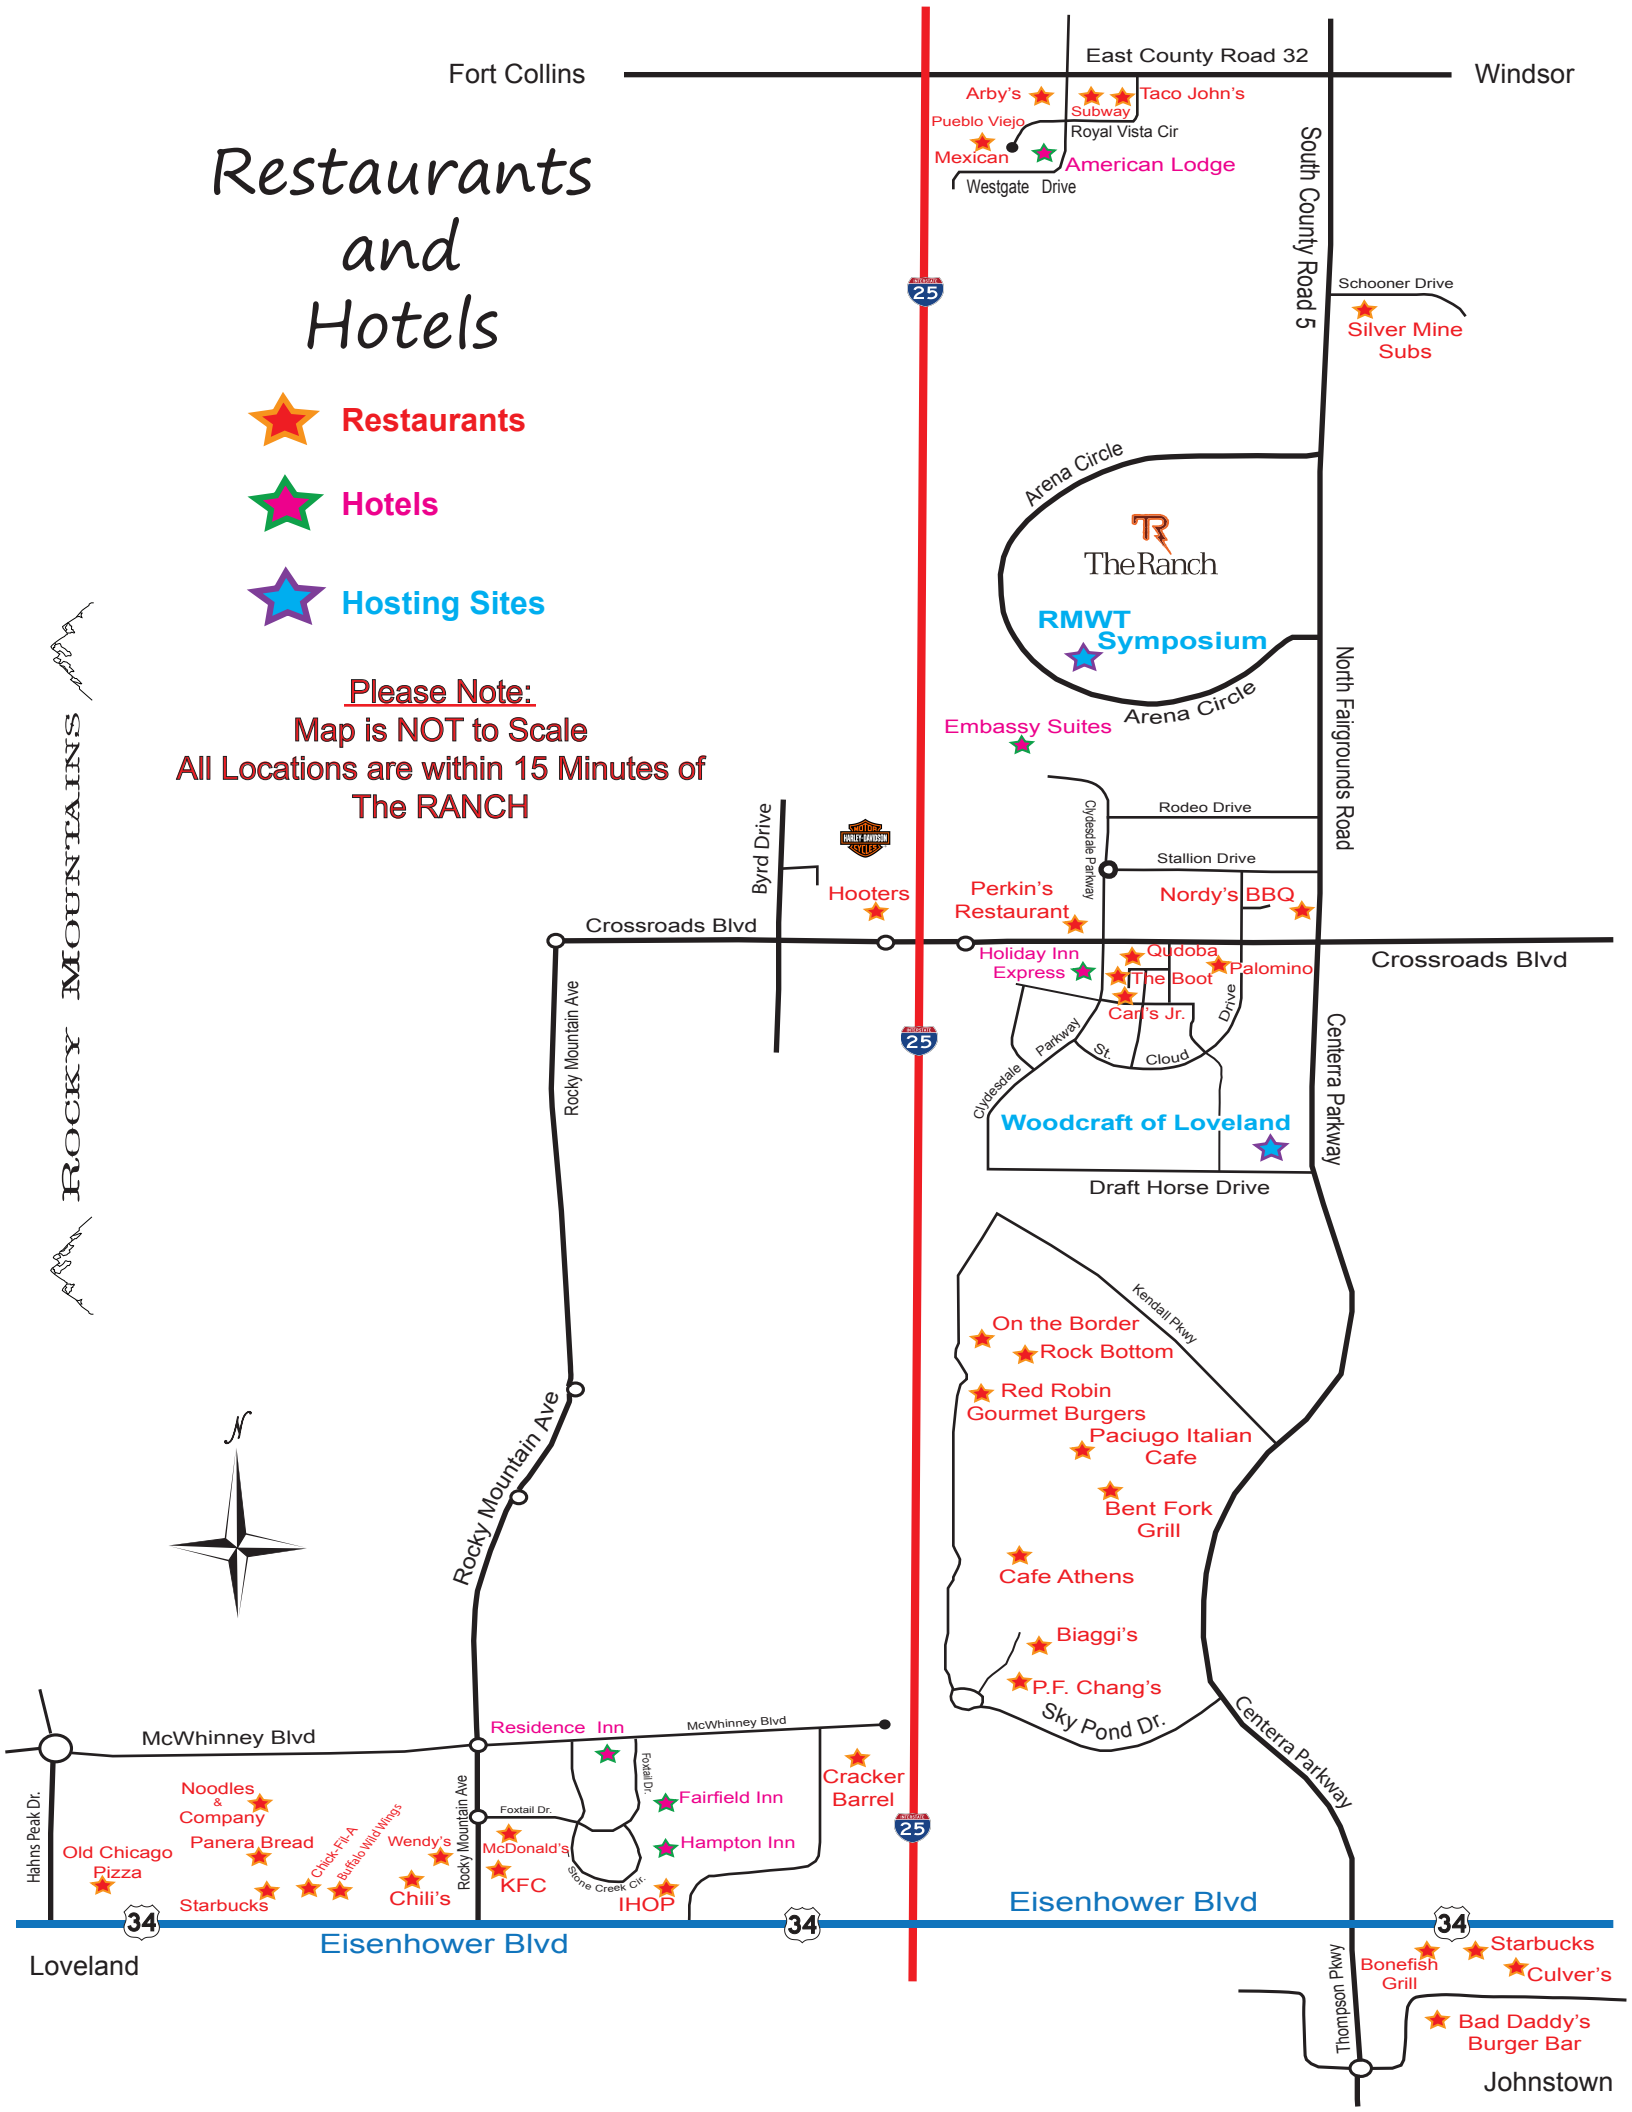 Fort Collins
East County Road 32
Windsor
Arby's
Subway
Taco John's
Pueblo Viejo
Mexican
Royal Vista Cir
American Lodge
Westgate Drive
Restaurants
and
Hotels
South County Road 5
INTERSTATE
25
Schooner Drive
Silver Mine
Subs
Restaurants
Hotels
Hosting Sites
Arena Circle
TR
The Ranch
RMWT
Symposium
Arena Circle
Please Note:
Map is NOT to Scale
All Locations are within 15 Minutes of
The RANCH
ROCKY MOUNTAINS
North Fairgrounds Road
Embassy Suites
Clydesdale Parkway
Rodeo Drive
Stallion Drive
Byrd Drive
MOTOR
HARLEY-DAVIDSON
CYCLES
Hooters
Perkin's
Restaurant
Nordy's BBQ
Crossroads Blvd
Crossroads Blvd
Holiday Inn
Express
Qudoba
The Boot
Palomino
Carl's Jr.
Drive
Rocky Mountain Ave
INTERSTATE
25
Clydesdale Parkway
St. Cloud
Centerra Parkway
Woodcraft of Loveland
Draft Horse Drive
Kendall Pkwy
On the Border
Rock Bottom
Red Robin
Gourmet Burgers
Paciugo Italian
Cafe
Bent Fork
Grill
Rocky Mountain Ave
N
Cafe Athens
Biaggi's
P.F. Chang's
Sky Pond Dr.
Centerra Parkway
McWhinney Blvd
Residence Inn
McWhinney Blvd
Foxtail Dr.
Hahns Peak Dr.
Noodles
&
Company
Panera Bread
Old Chicago
Pizza
Starbucks
Chick-Fil-A
Buffalo Wild Wings
Wendy's
Chili's
Rocky Mountain Ave
Foxtail Dr.
McDonald's
KFC
Stone Creek Cir.
Fairfield Inn
Hampton Inn
IHOP
Cracker
Barrel
INTERSTATE
25
Eisenhower Blvd
34
34
34
Eisenhower Blvd
Loveland
Thompson Pkwy
Bonefish
Grill
Starbucks
Culver's
Bad Daddy's
Burger Bar
Johnstown